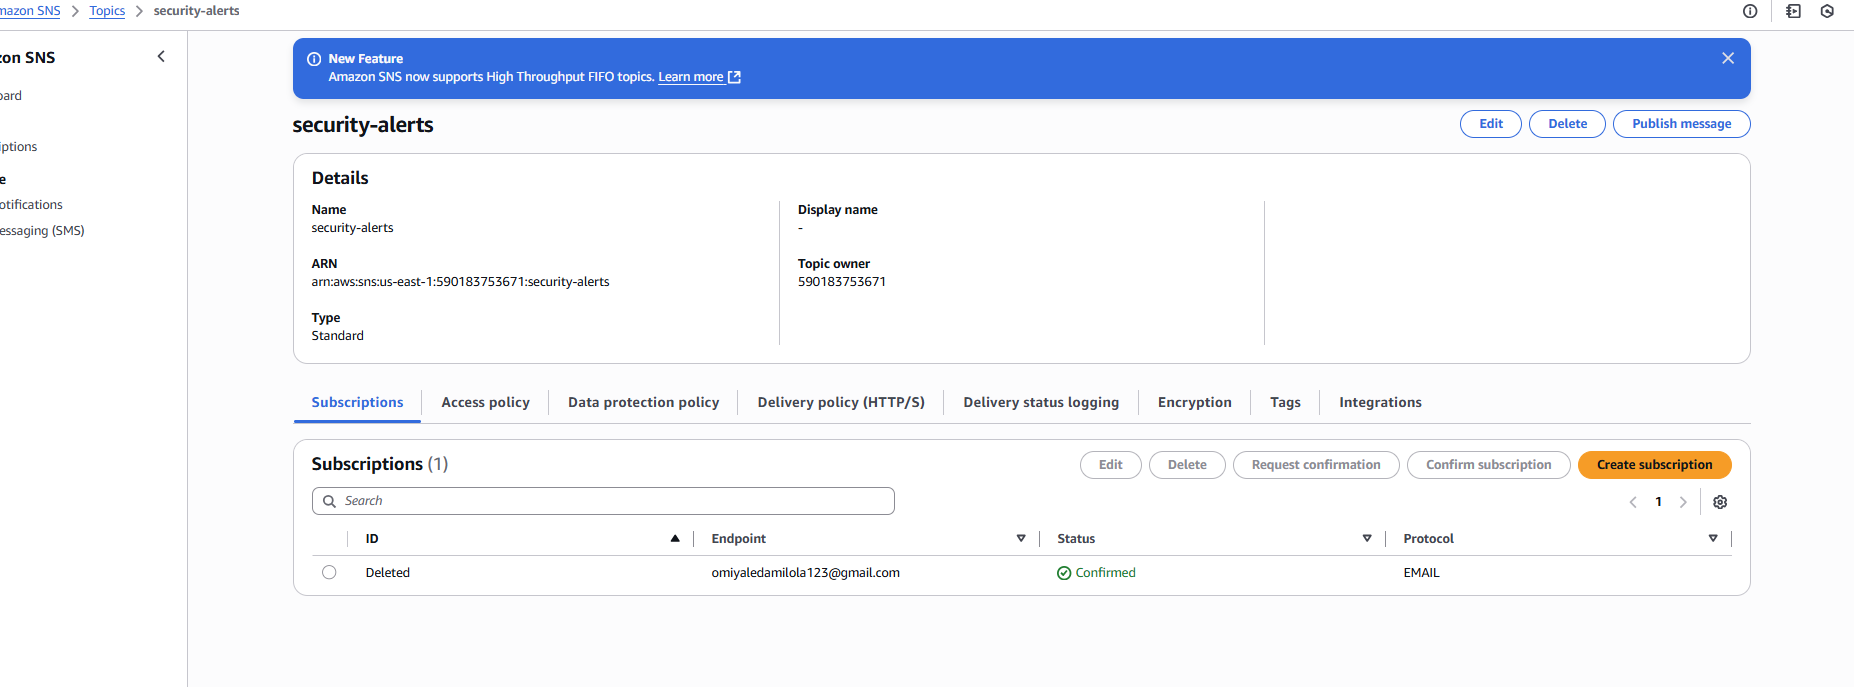 mazon SNS > Topics > security-alerts
zon SNS
oard
iptions
e
otifications
essaging (SMS)
New Feature
Amazon SNS now supports High Throughput FIFO topics. Learn more
security-alerts
Edit Delete Publish message
Details
Name
security-alerts
ARN
arn:aws:sns:us-east-1:590183753671:security-alerts
Type
Standard
Display name
-
Topic owner
590183753671
Subscriptions Access policy Data protection policy Delivery policy (HTTP/S) Delivery status logging Encryption Tags Integrations
Subscriptions (1)
Edit Delete Request confirmation Confirm subscription Create subscription
Search
1
ID Endpoint Status Protocol
Deleted omiyaledamilola123@gmail.com Confirmed EMAIL